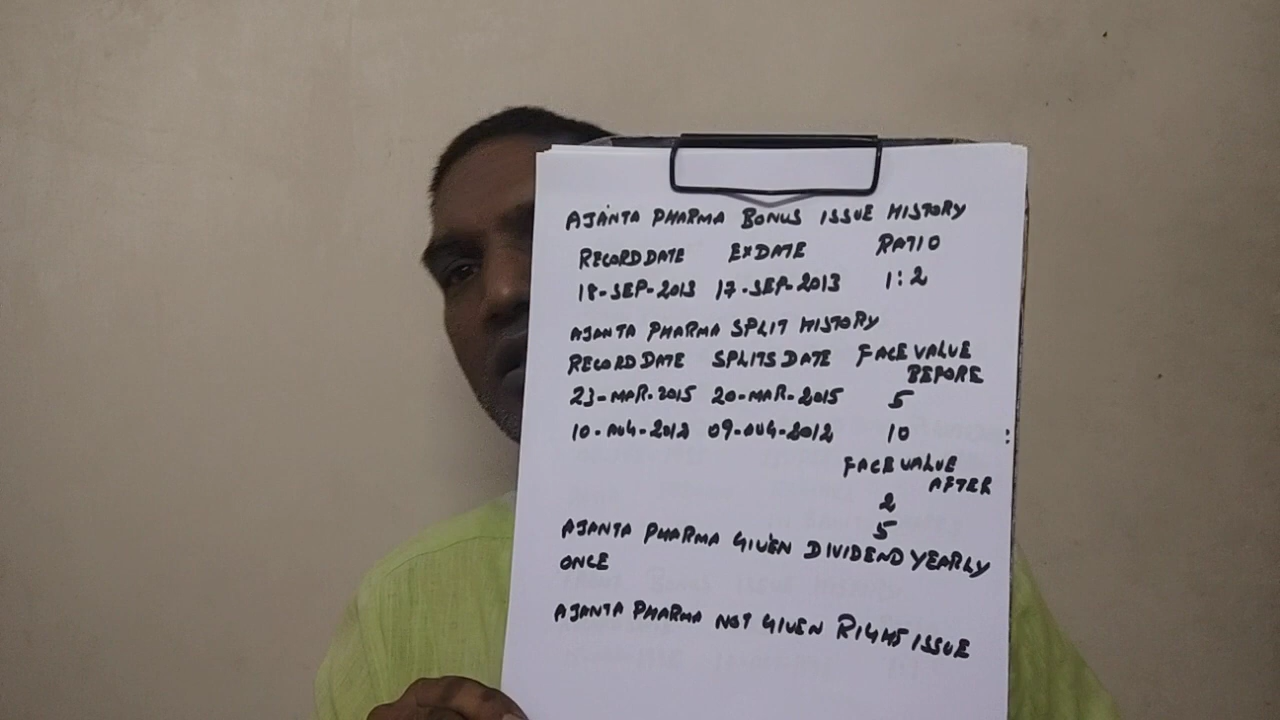 AJANTA PHARMA BONUS ISSUE HISTORY
RECORD DATE EXDATE RATIO
18-SEP-2013 17-SEP-2013 1:2
AJANTA PHARMA SPLIT HISTORY
RECORD DATE SPLITS DATE FACE VALUE
BEFORE
23-MAR-2015 20-MAR-2015 5
10-AUG-2012 09-AUG-2012 10 :
FACE VALUE
AFTER
2
5
AJANTA PHARMA GIVEN DIVIDEND YEARLY
ONCE
AJANTA PHARMA NOT GIVEN RIGHT ISSUE